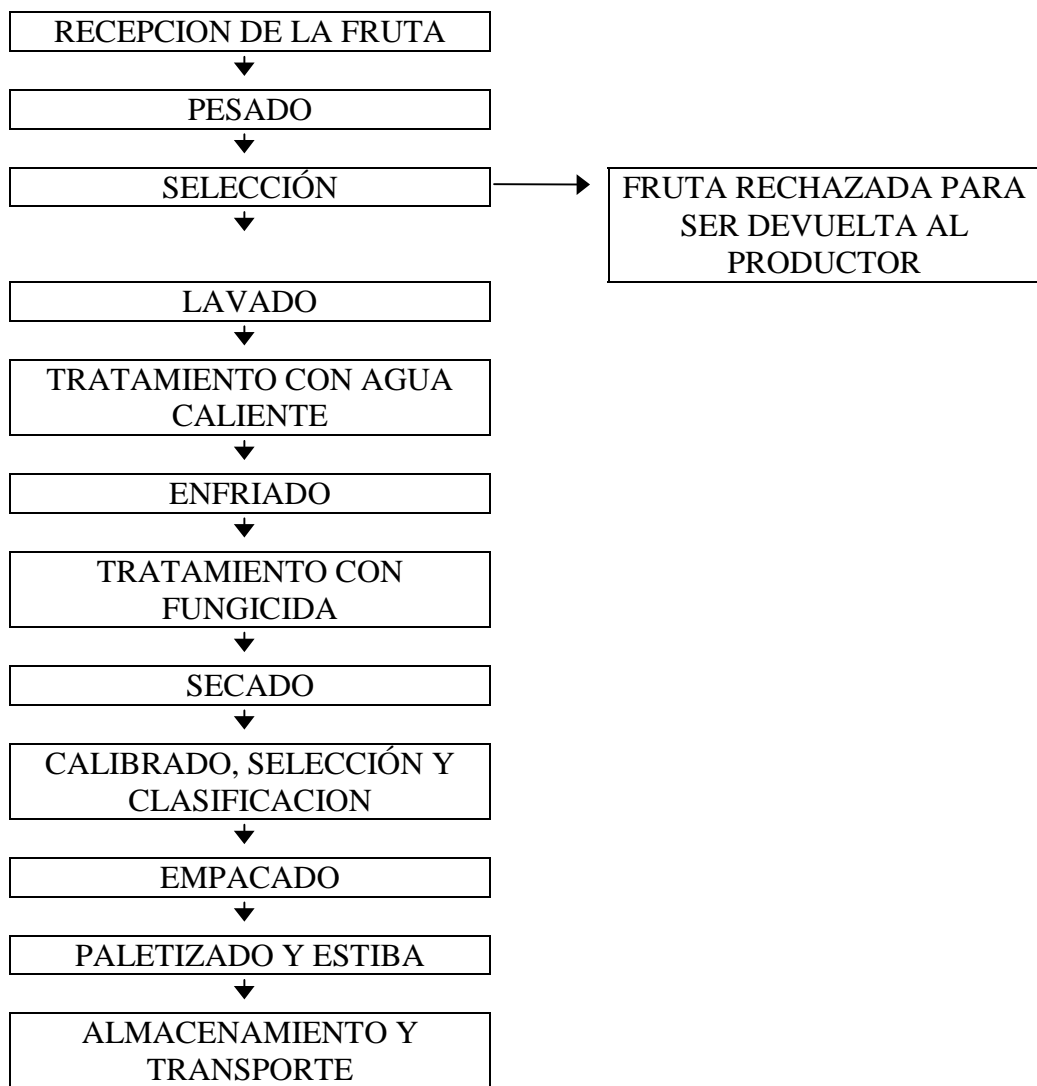 RECEPCION DE LA FRUTA
PESADO
SELECCIÓN
FRUTA RECHAZADA PARA
SER DEVUELTA AL
PRODUCTOR
LAVADO
TRATAMIENTO CON AGUA
CALIENTE
ENFRIADO
TRATAMIENTO CON
FUNGICIDA
SECADO
CALIBRADO, SELECCIÓN Y
CLASIFICACION
EMPACADO
PALETIZADO Y ESTIBA
ALMACENAMIENTO Y
TRANSPORTE